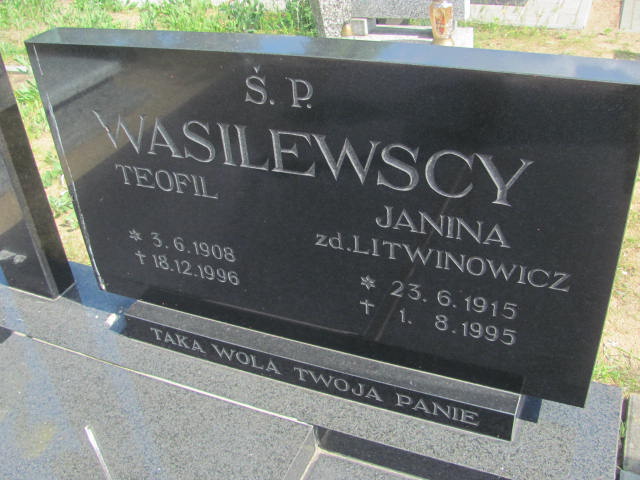 Ś. P.
WASILEWSCY
TEOFIL
* 3. 6. 1908
† 18. 12. 1996
JANINA
zd. LITWINOWICZ
* 23. 6. 1915
† 1. 8. 1995
TAKA WOLA TWOJA PANIE